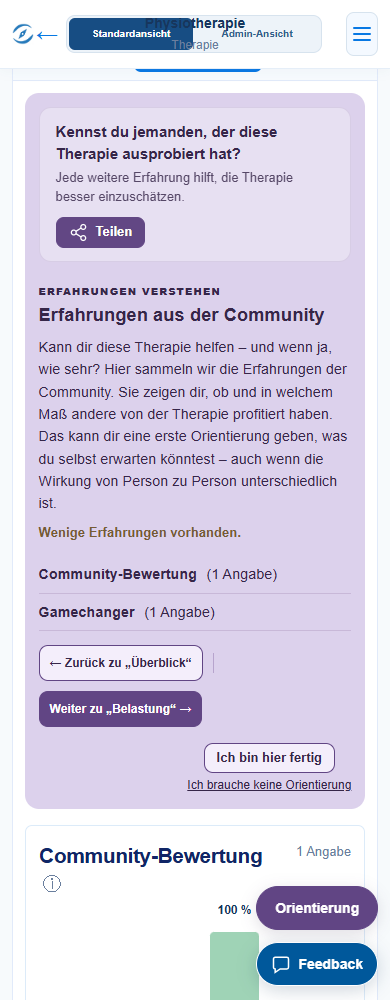 Physiotherapie
Standardansicht
Admin-Ansicht
Therapie
Kennst du jemanden, der diese
Therapie ausprobiert hat?
Jede weitere Erfahrung hilft, die Therapie
besser einzuschätzen.
Teilen
ERFAHRUNGEN VERSTEHEN
Erfahrungen aus der Community
Kann dir diese Therapie helfen – und wenn ja,
wie sehr? Hier sammeln wir die Erfahrungen der
Community. Sie zeigen dir, ob und in welchem
Maß andere von der Therapie profitiert haben.
Das kann dir eine erste Orientierung geben, was
du selbst erwarten könntest – auch wenn die
Wirkung von Person zu Person unterschiedlich
ist.
Wenige Erfahrungen vorhanden.
Community-Bewertung (1 Angabe)
Gamechanger (1 Angabe)
← Zurück zu „Überblick“
Weiter zu „Belastung“ →
Ich bin hier fertig
Ich brauche keine Orientierung
Community-Bewertung 1 Angabe
100 %
Orientierung
Feedback